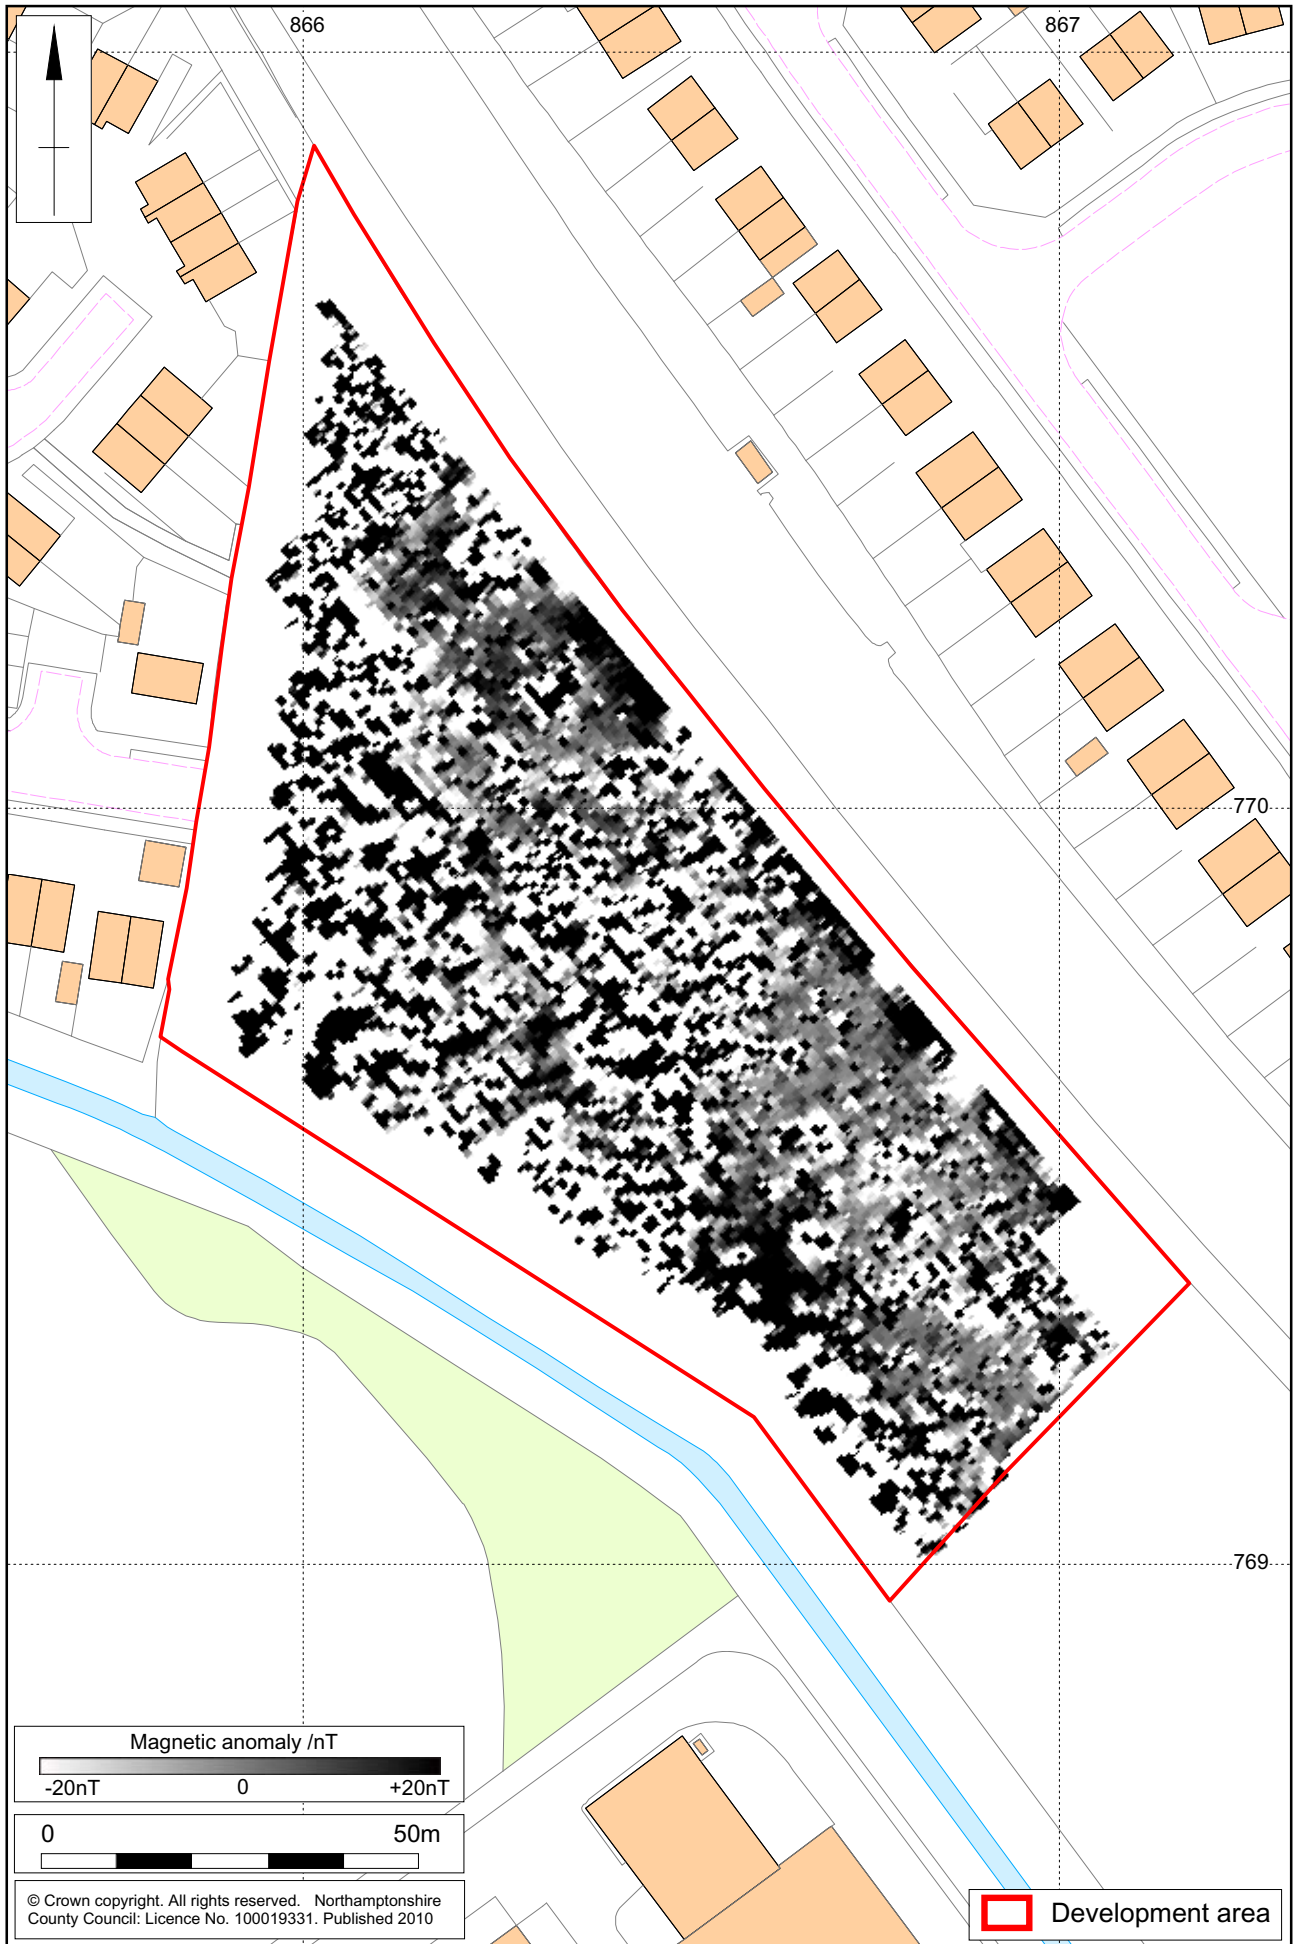 866
867
770
769
Magnetic anomaly /nT
-20nT 0 +20nT
0 50m
© Crown copyright. All rights reserved. Northamptonshire
County Council: Licence No. 100019331. Published 2010
Development area